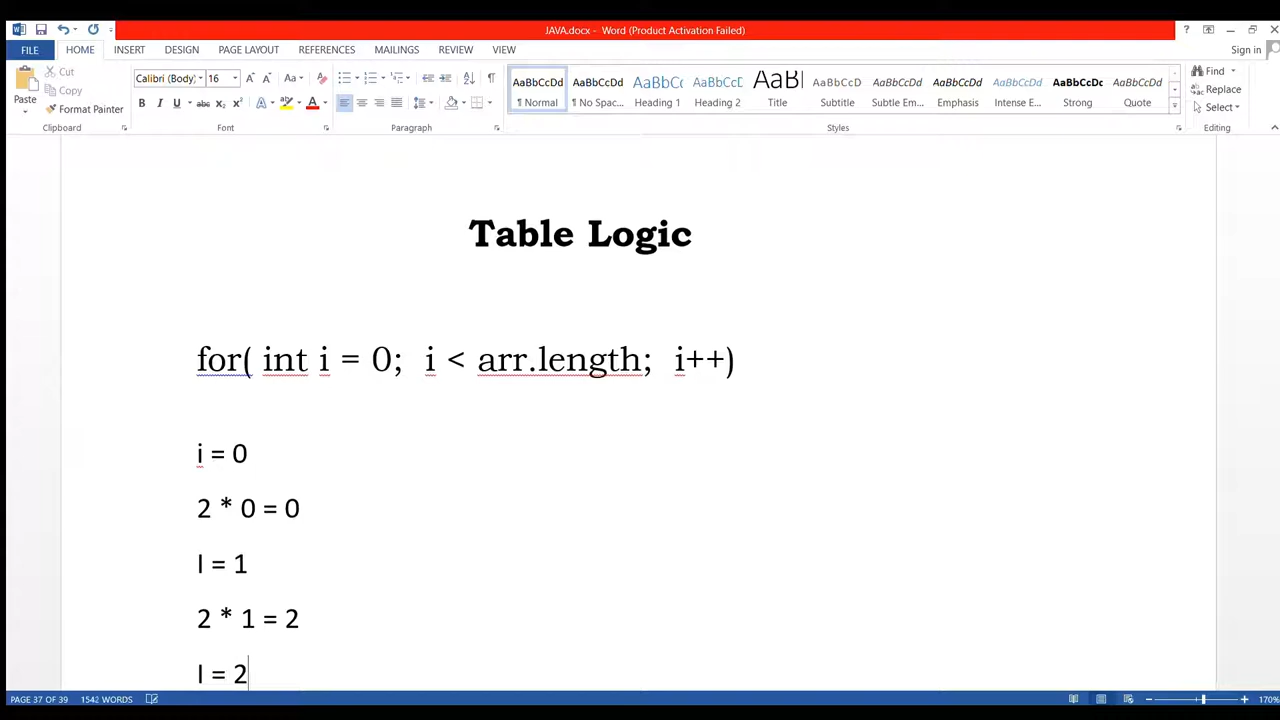 JAVA.docx - Word (Product Activation Failed)
FILE HOME INSERT DESIGN PAGE LAYOUT REFERENCES MAILINGS REVIEW VIEW Sign in
Cut
Copy
Paste
Format Painter
Clipboard
Calibri (Body) 16
Font
Paragraph
AaBbCcDd AaBbCcDd AaBbCc AaBbCcD AaB AaBbCcD AaBbCcDd AaBbCcDd AaBbCcDd AaBbCcDc AaBbCcDd
¶ Normal ¶ No Spac... Heading 1 Heading 2 Title Subtitle Subtle Em... Emphasis Intense E... Strong Quote
Styles
Find
Replace
Select
Editing
Table Logic
for( int i = 0; i < arr.length; i++)
i = 0
2 * 0 = 0
I = 1
2 * 1 = 2
I = 2
PAGE 37 OF 39 1542 WORDS 170%